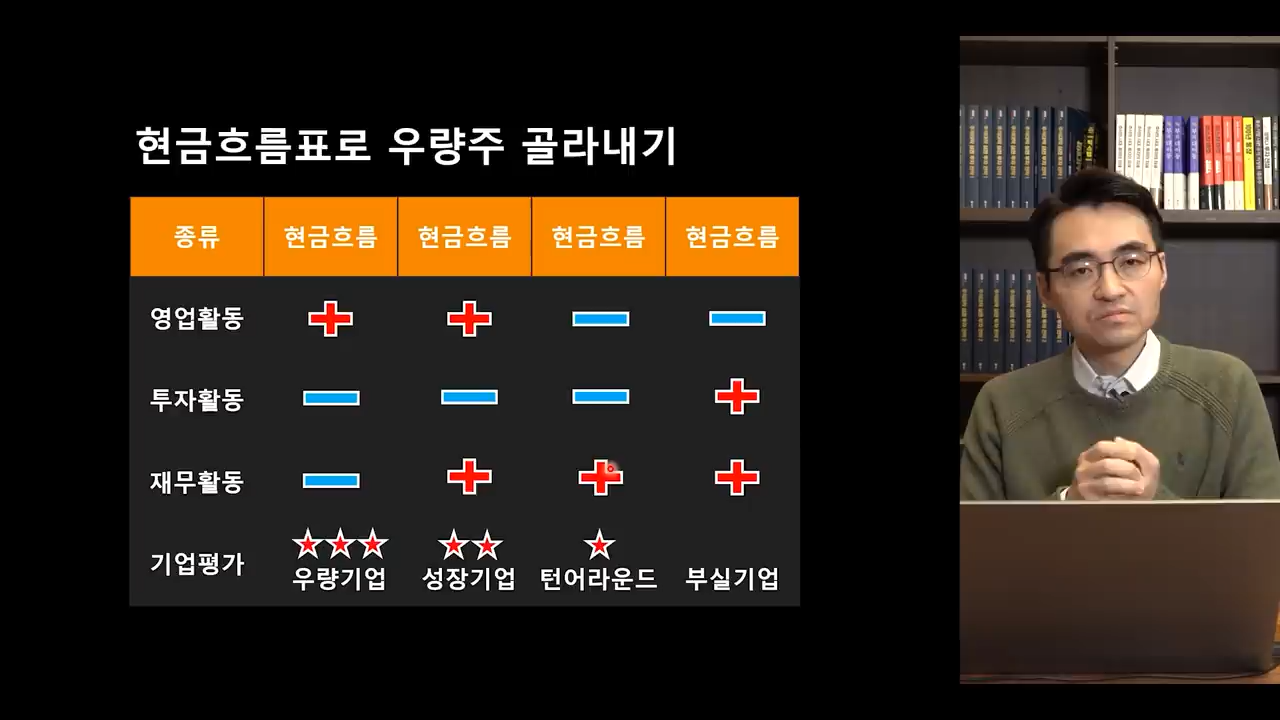 현금흐름표로 우량주 골라내기
종류 현금흐름 현금흐름 현금흐름 현금흐름
영업활동
투자활동
재무활동
기업평가 우량기업 성장기업 턴어라운드 부실기업